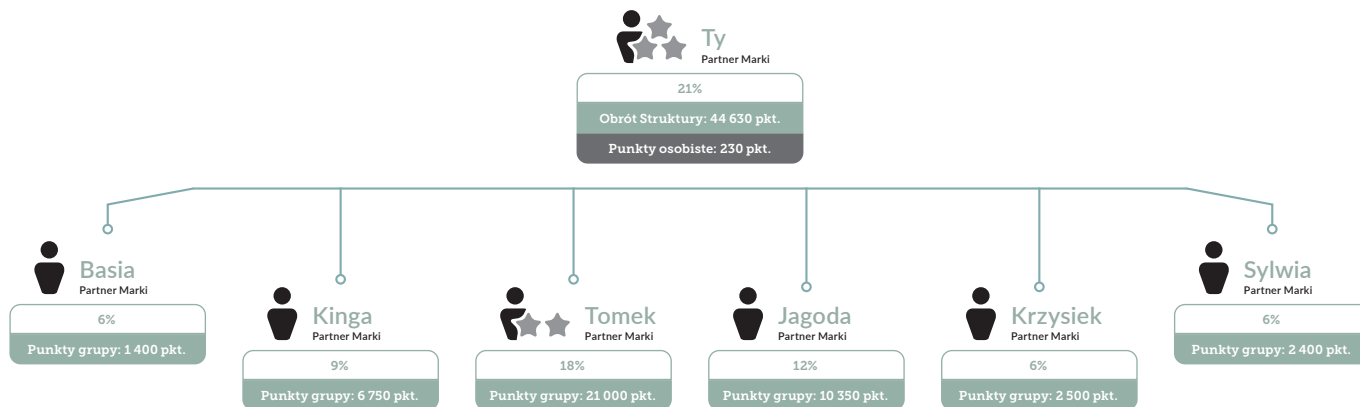 Ty
Partner Marki
21%
Obrót Struktury: 44 630 pkt.
Punkty osobiste: 230 pkt.
Basia
Partner Marki
6%
Punkty grupy: 1 400 pkt.
Kinga
Partner Marki
9%
Punkty grupy: 6 750 pkt.
Tomek
Partner Marki
18%
Punkty grupy: 21 000 pkt.
Jagoda
Partner Marki
12%
Punkty grupy: 10 350 pkt.
Krzysiek
Partner Marki
6%
Punkty grupy: 2 500 pkt.
Sylwia
Partner Marki
6%
Punkty grupy: 2 400 pkt.